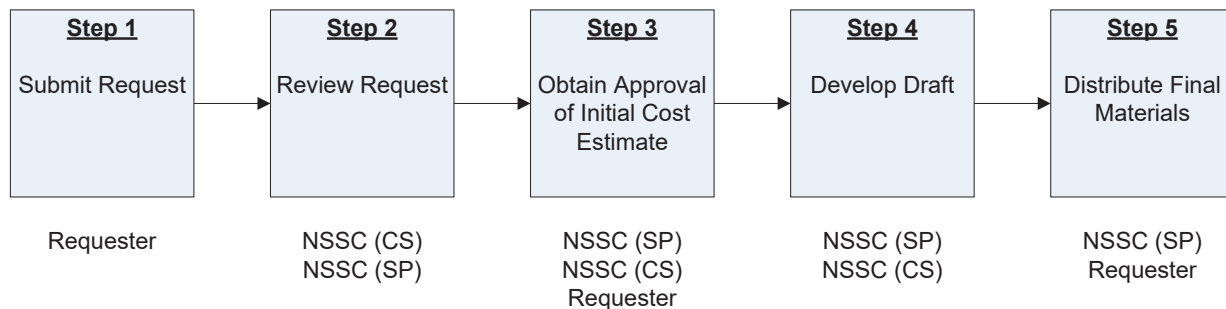 Step 1
Submit Request
Step 2
Review Request
Step 3
Obtain Approval
of Initial Cost
Estimate
Step 4
Develop Draft
Step 5
Distribute Final
Materials
Requester
NSSC (CS)
NSSC (SP)
NSSC (SP)
NSSC (CS)
Requester
NSSC (SP)
NSSC (CS)
NSSC (SP)
Requester